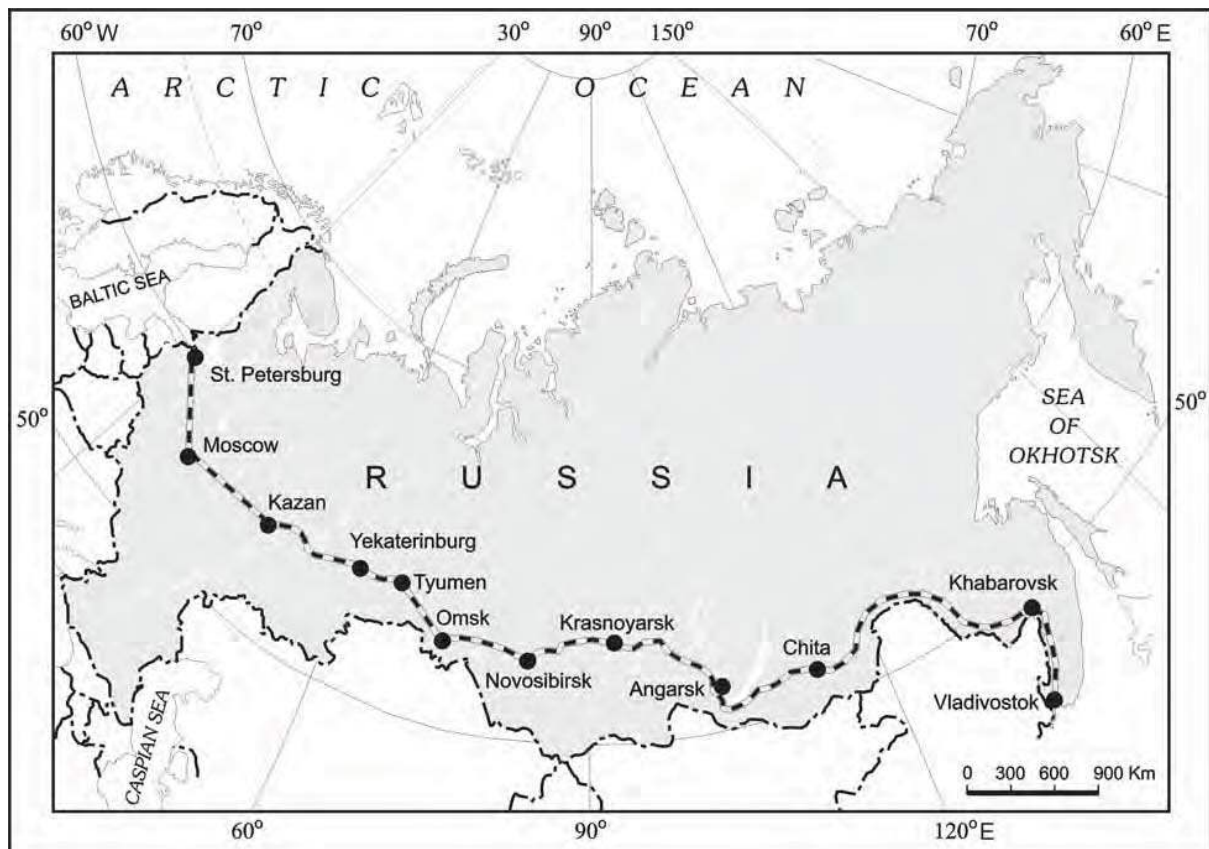 60° W 70° 30° 90° 150° 70° 60° E
A R C T I C O C E A N
BALTIC SEA
St. Petersburg
50°
50°
SEA
OF
OKHOTSK
Moscow
R U S S I A
Kazan
Yekaterinburg
Tyumen
Khabarovsk
Omsk
Krasnoyarsk
Chita
Novosibirsk
Angarsk
Vladivostok
CASPIAN SEA
0 300 600 900 Km
60° 90° 120° E